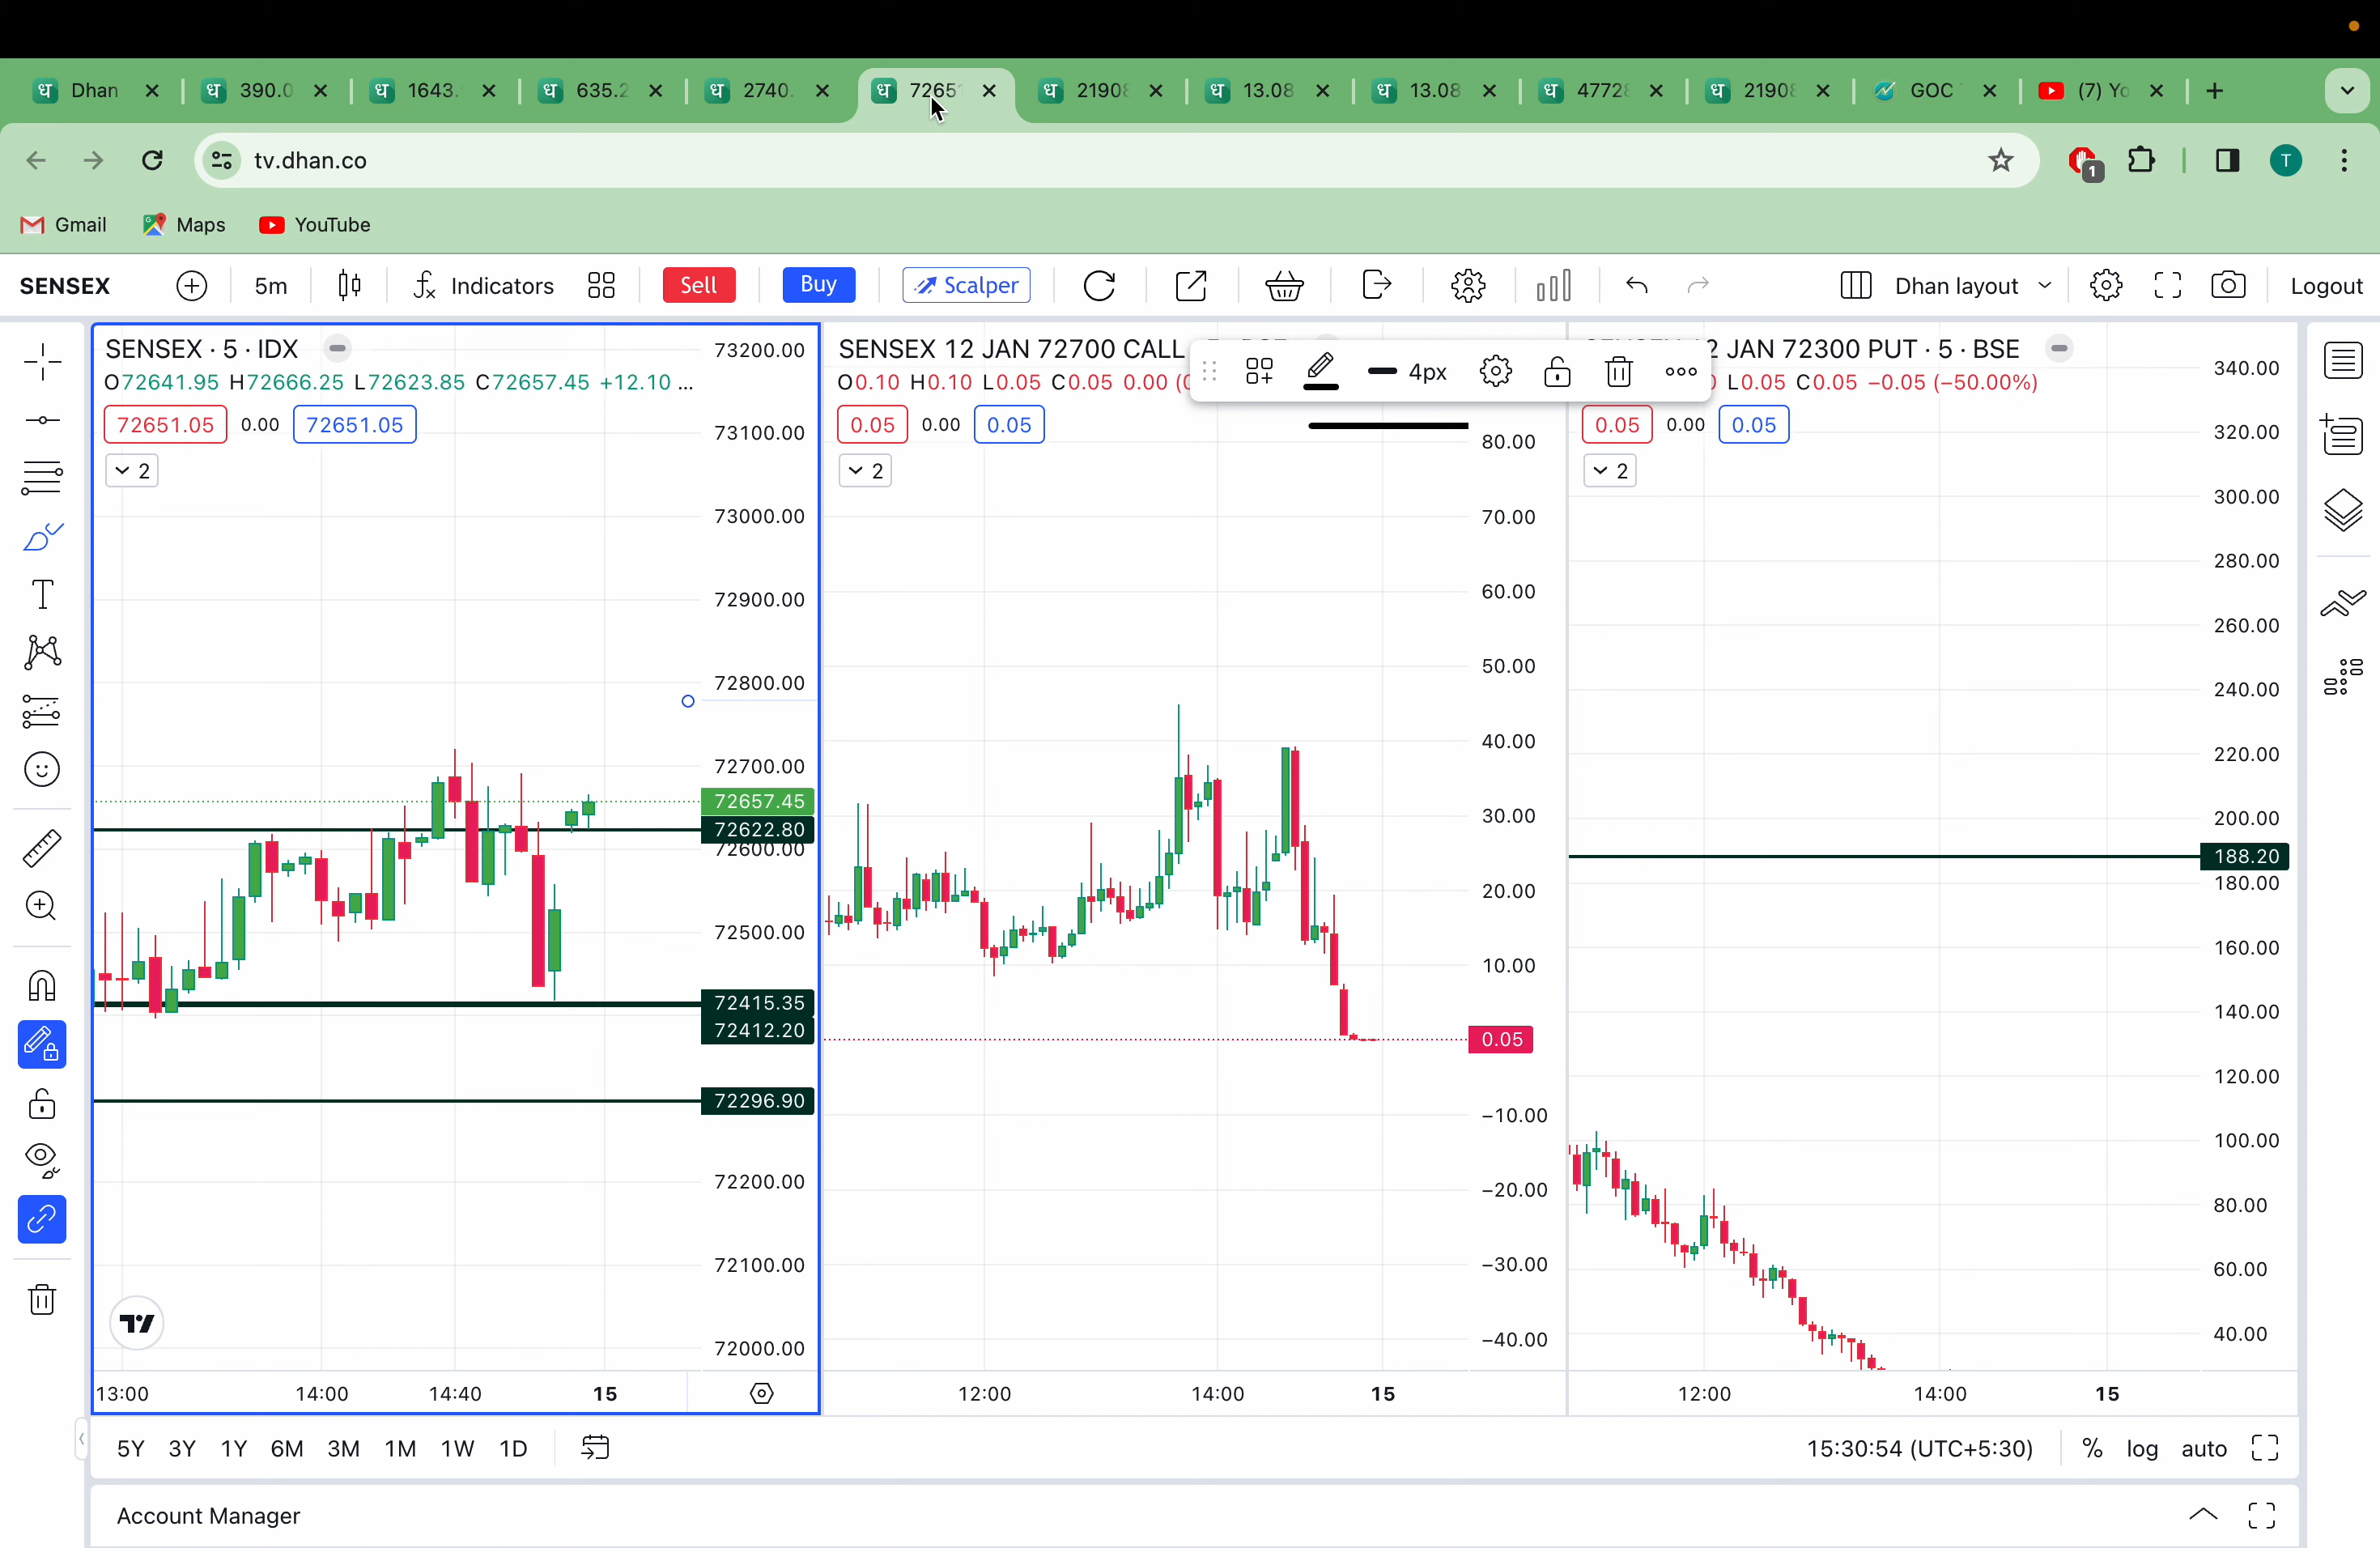 Dhan
390.0
1643.
635.2
2740.
7265
2190
13.08
13.08
4772
2190
GOC
(7) Yo
tv.dhan.co
1
T
Gmail
Maps
YouTube
SENSEX
5m
Indicators
Sell
Buy
Scalper
Dhan layout
Logout
SENSEX · 5 · IDX
O72641.95 H72666.25 L72623.85 C72657.45 +12.10 ...
72651.05 0.00 72651.05
2
73200.00
73100.00
73000.00
72900.00
72800.00
72700.00
72657.45
72622.80
72600.00
72500.00
72415.35
72412.20
72296.90
72200.00
72100.00
72000.00
13:00 14:00 14:40 15
SENSEX 12 JAN 72700 CALL
O0.10 H0.10 L0.05 C0.05 0.00
0.05 0.00 0.05
2
4px
80.00
70.00
60.00
50.00
40.00
30.00
20.00
10.00
0.05
−10.00
−20.00
−30.00
−40.00
12:00 14:00 15
2 JAN 72300 PUT · 5 · BSE
L0.05 C0.05 −0.05 (−50.00%)
0.05 0.00 0.05
2
340.00
320.00
300.00
280.00
260.00
240.00
220.00
200.00
188.20
180.00
160.00
140.00
120.00
100.00
80.00
60.00
40.00
12:00 14:00 15
5Y 3Y 1Y 6M 3M 1M 1W 1D
15:30:54 (UTC+5:30) % log auto
Account Manager